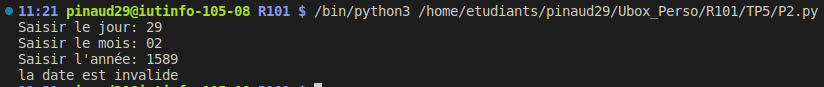 11:21 pinaud29@iutinfo-105-08 R101 $ /bin/python3 /home/etudiants/pinaud29/Ubox_Perso/R101/TP5/P2.py
Saisir le jour: 29
Saisir le mois: 02
Saisir l'année: 1589
la date est invalide